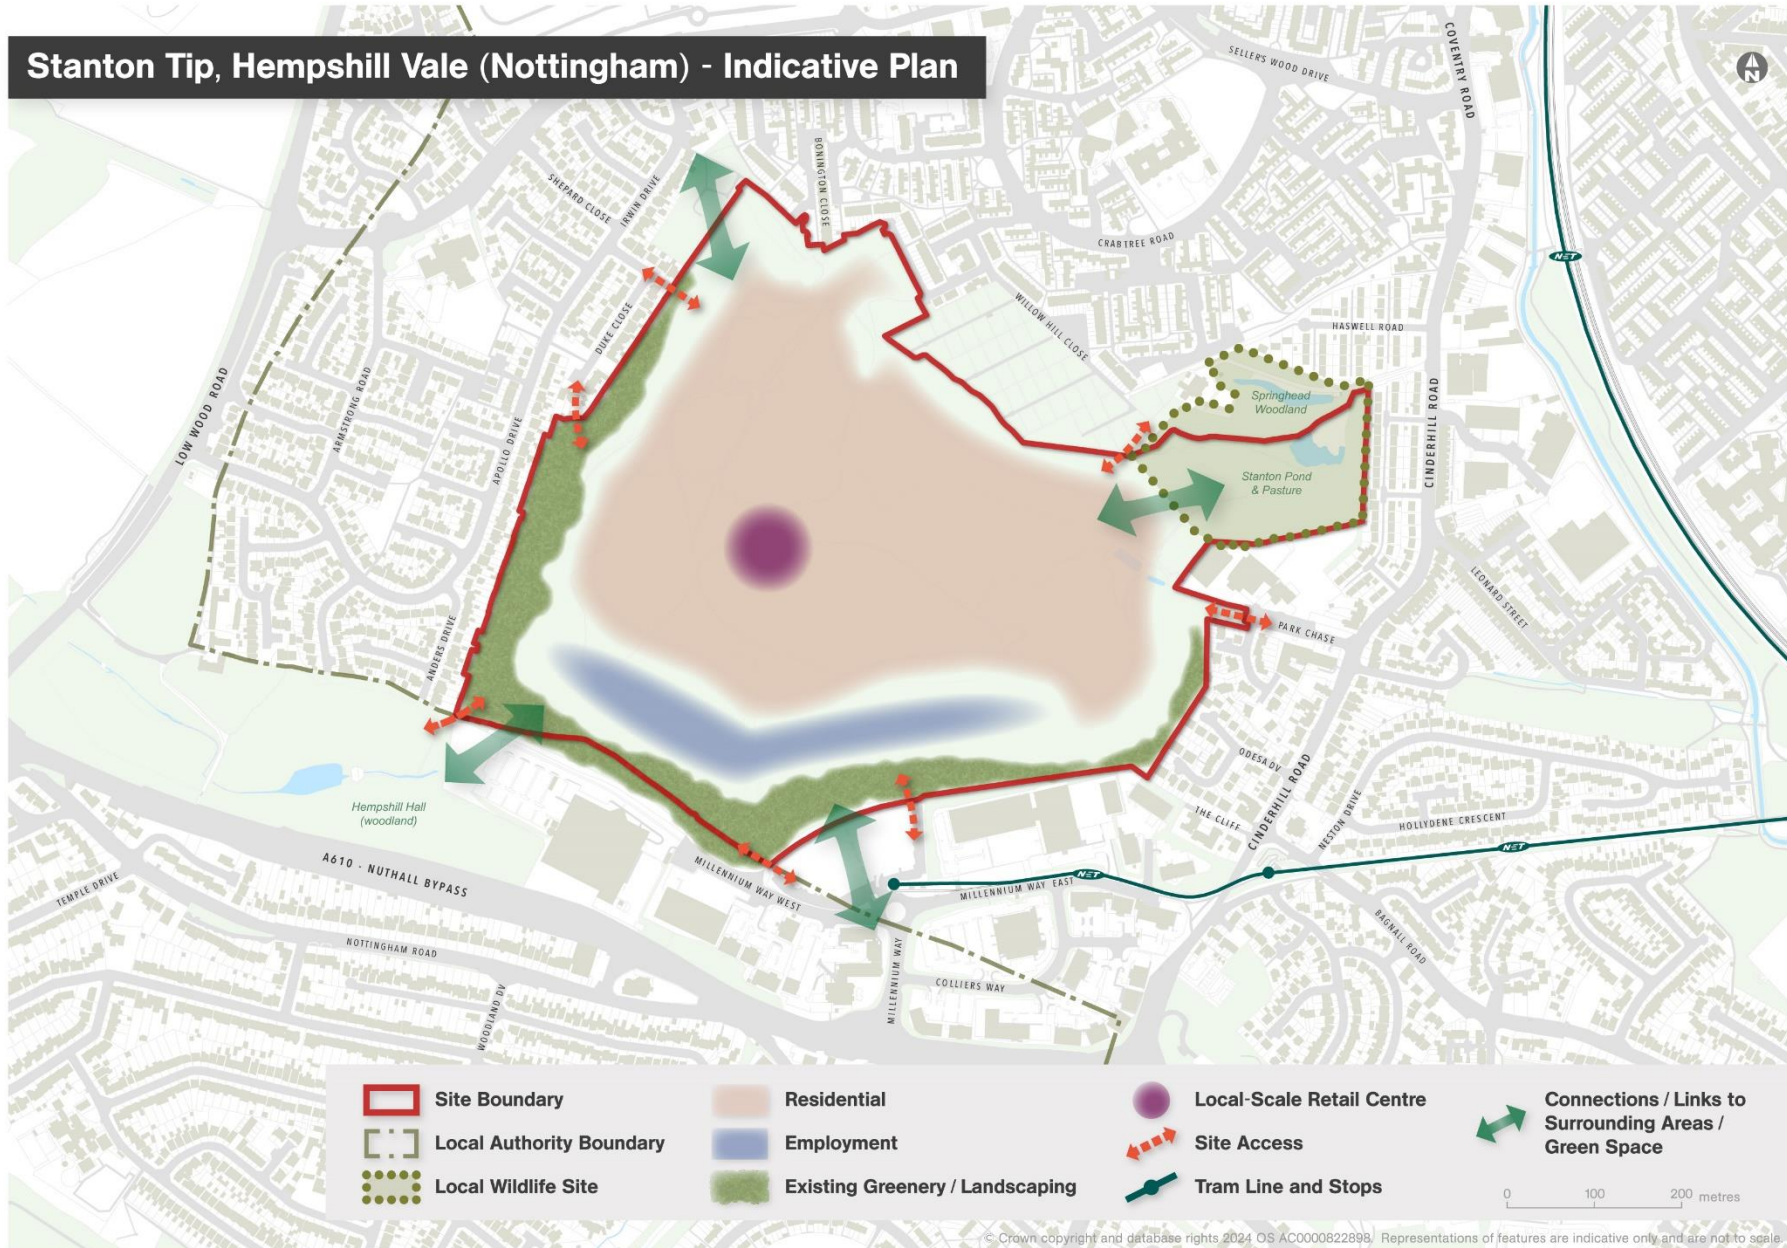 Stanton Tip, Hempshill Vale (Nottingham) - Indicative Plan
N
SELLER'S WOOD DRIVE
COVENTRY ROAD
BONINGTON CLOSE
SHEPARD CLOSE
IRWIN DRIVE
CRABTREE ROAD
NET
WILLOW HILL CLOSE
HASWELL ROAD
DUKE CLOSE
LOW WOOD ROAD
ARMSTRONG ROAD
APOLLO DRIVE
Springhead
Woodland
CINDERHILL ROAD
Stanton Pond
& Pasture
LEONARD STREET
PARK CHASE
ANDERS DRIVE
ODESA DV
CINDERHILL ROAD
NESTON DRIVE
THE CLIFF
HOLLYDENE CRESCENT
NET
Hempshill Hall
(woodland)
A610 - NUTHALL BYPASS
TEMPLE DRIVE
MILLENNIUM WAY WEST
NET
MILLENNIUM WAY EAST
BAGNALL ROAD
NOTTINGHAM ROAD
MILLENNIUM WAY
COLLIERS WAY
WOODLAND DV
Site Boundary
Local Authority Boundary
Local Wildlife Site
Residential
Employment
Existing Greenery / Landscaping
Local-Scale Retail Centre
Site Access
Tram Line and Stops
Connections / Links to
Surrounding Areas /
Green Space
0 100 200 metres
© Crown copyright and database rights 2024 OS AC0000822898. Representations of features are indicative only and are not to scale.